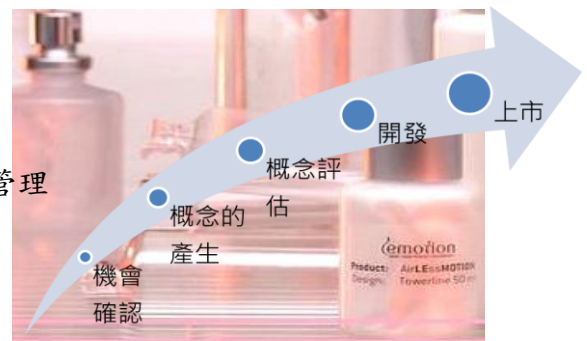 上市
開發
概念評
估
管理
概念的
產生
機會
確認
emotion
Product: AirLEssMOTION
Design: Towerline 50 ml